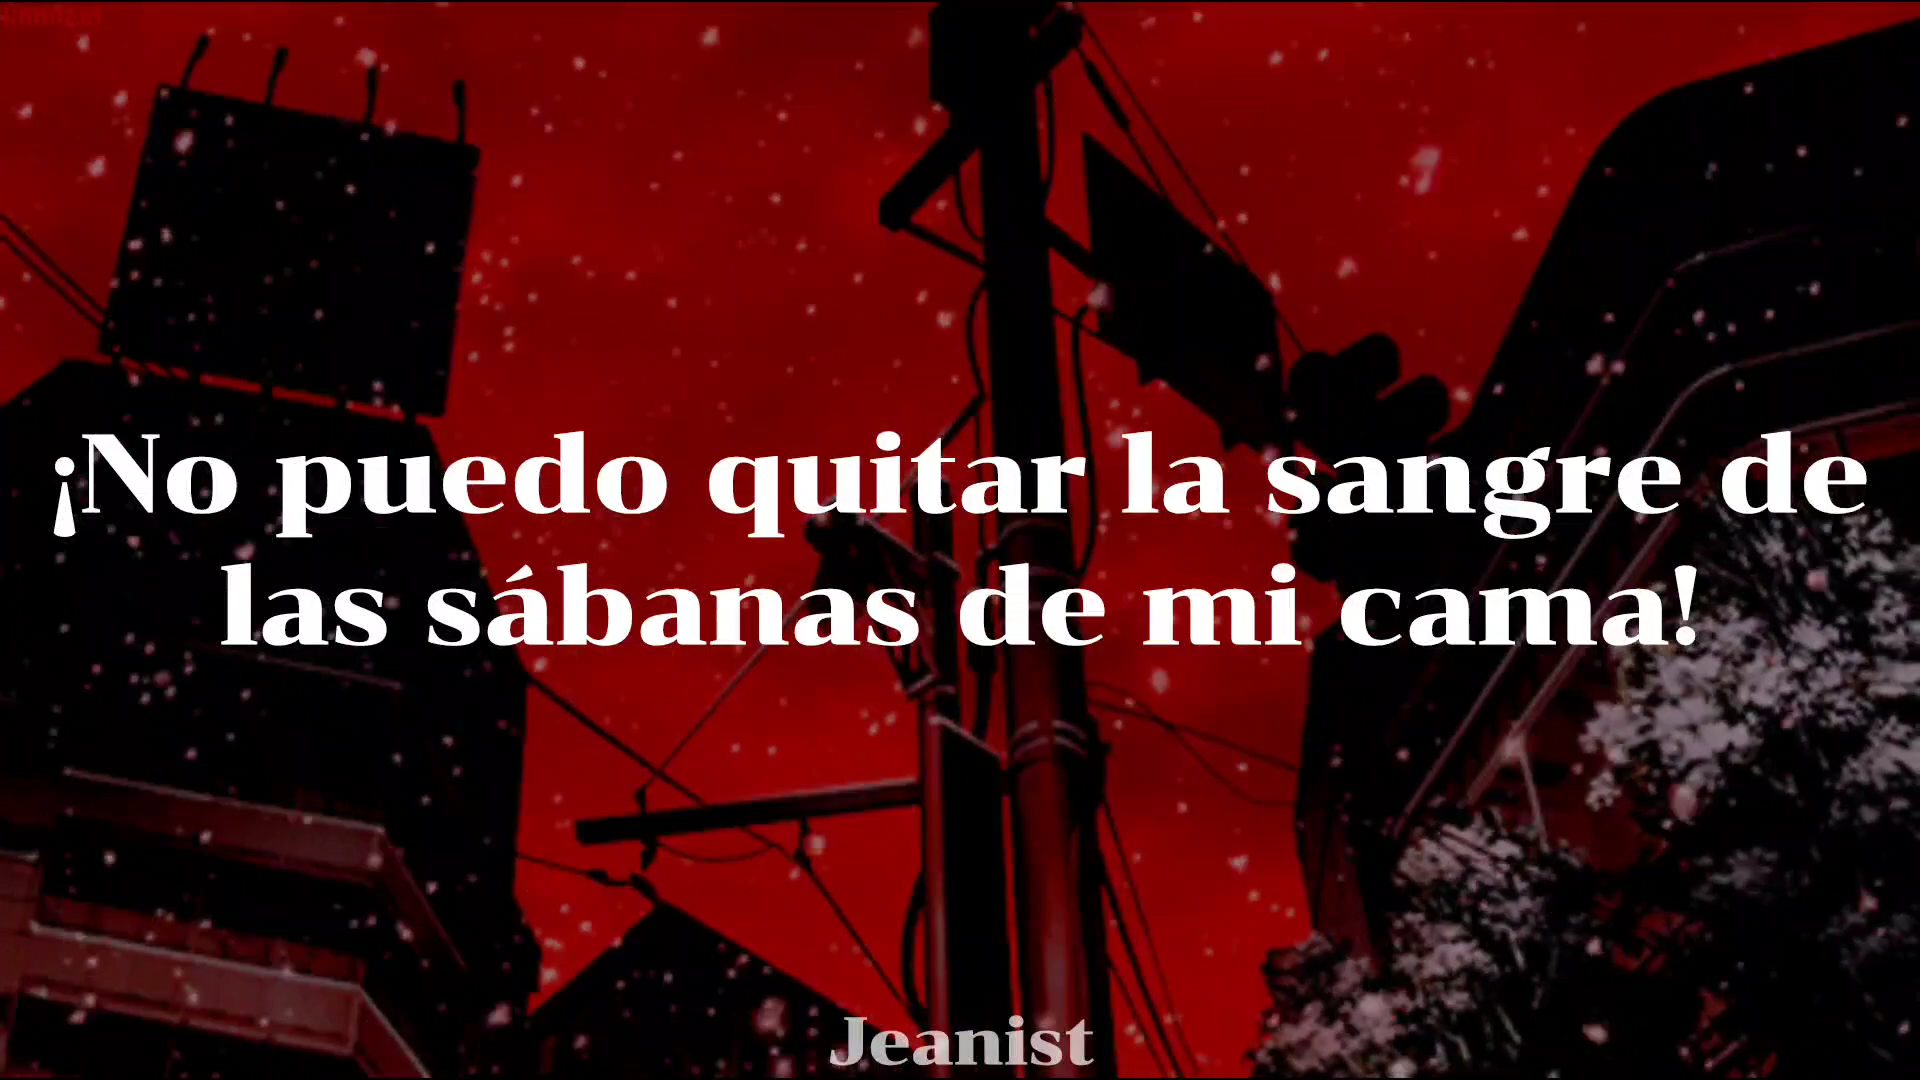 ¡No puedo quitar la sangre de
las sábanas de mi cama!
Jeanist